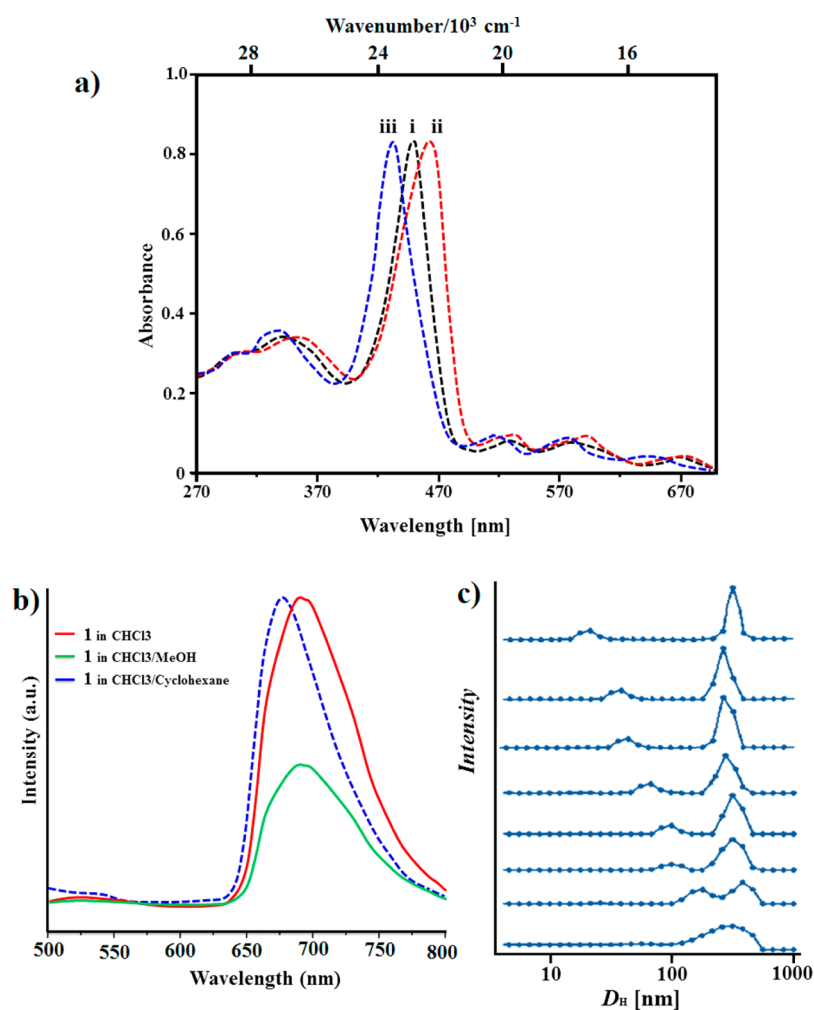 Wavenumber/10³ cm⁻¹
28 24 20 16
a)
1.0
0.8
0.6
0.4
0.2
0
Absorbance
iii i ii
270 370 470 570 670
Wavelength [nm]
b)
1 in CHCl3
1 in CHCl3/MeOH
1 in CHCl3/Cyclohexane
Intensity (a.u.)
500 550 600 650 700 750 800
Wavelength (nm)
c)
Intensity
10 100 1000
DH [nm]